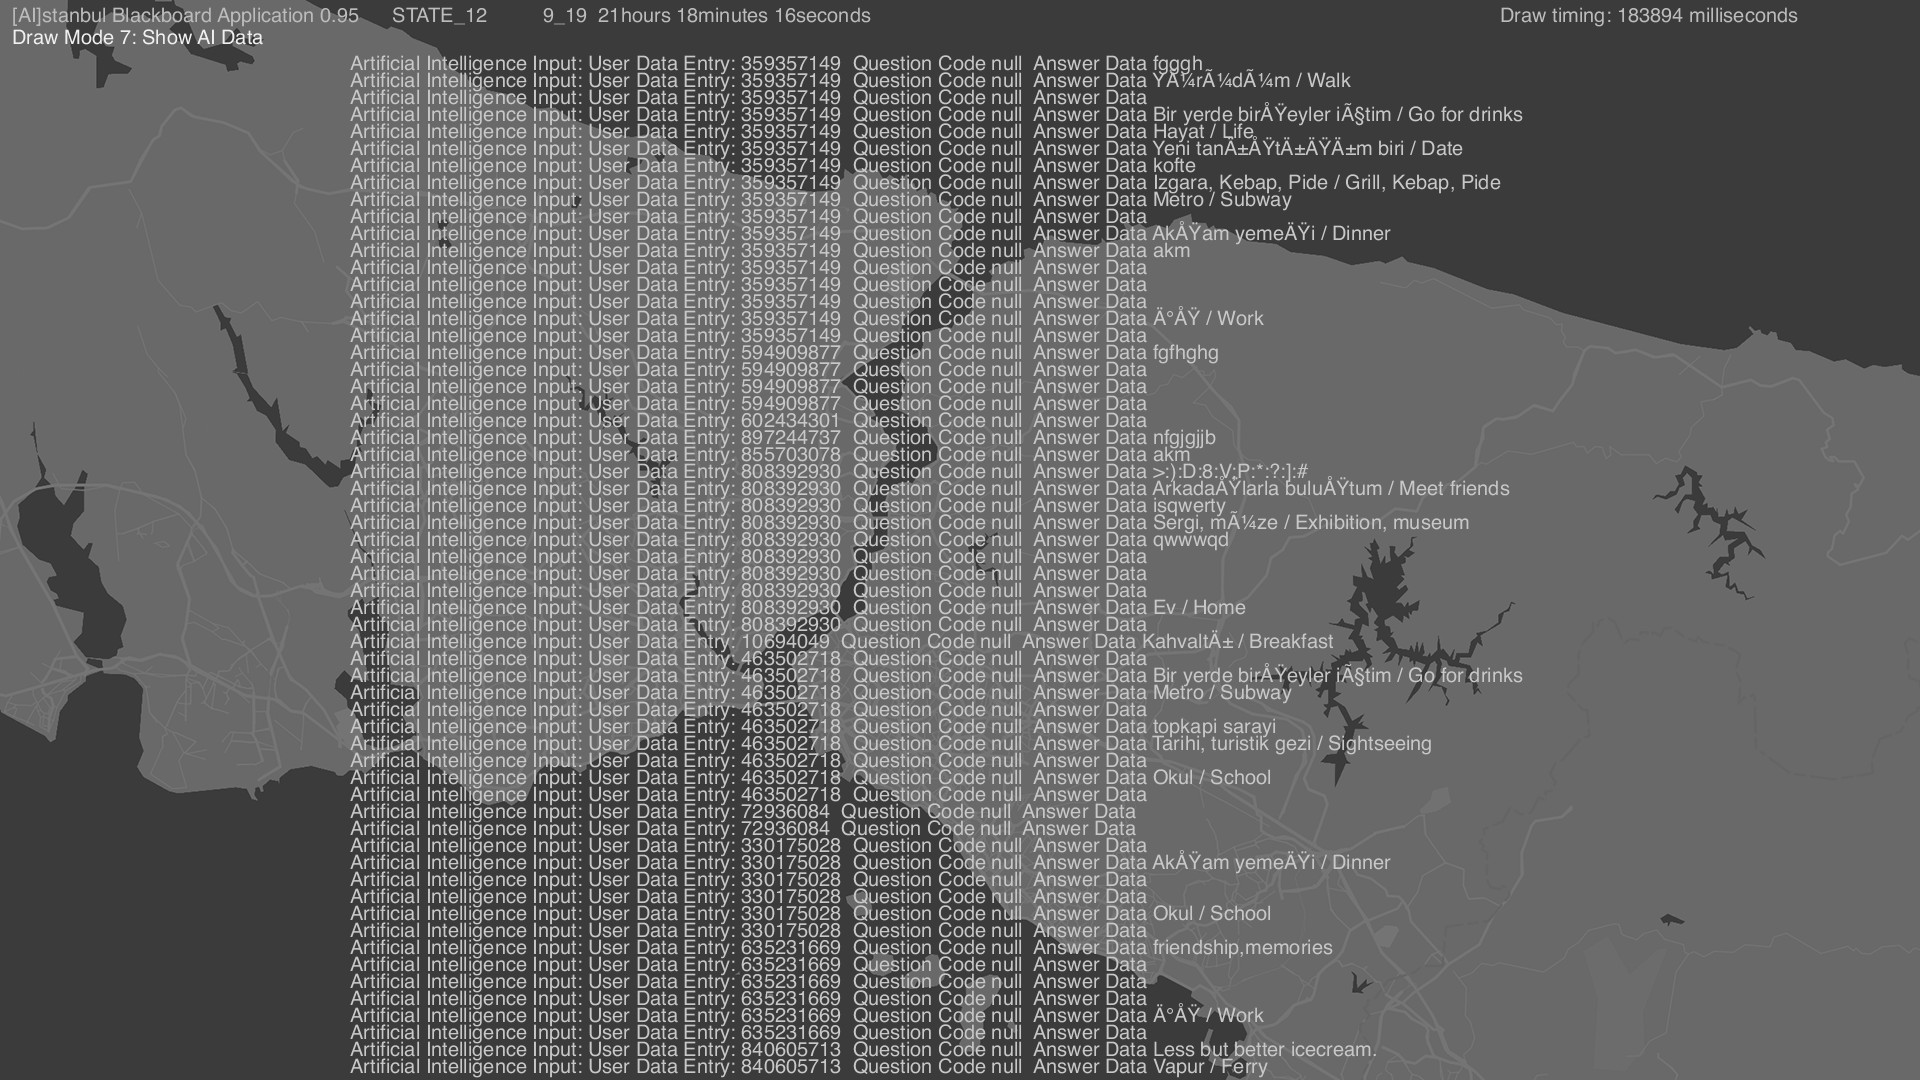 [AI]stanbul Blackboard Application 0.95 STATE_12 9_19 21hours 18minutes 16seconds Draw timing: 183894 milliseconds
Draw Mode 7: Show AI Data
Artificial Intelligence Input: User Data Entry: 359357149 Question Code null Answer Data fgggh
Artificial Intelligence Input: User Data Entry: 359357149 Question Code null Answer Data YÃ¼rÃ¼dÃ¼m / Walk
Artificial Intelligence Input: User Data Entry: 359357149 Question Code null Answer Data
Artificial Intelligence Input: User Data Entry: 359357149 Question Code null Answer Data Bir yerde birÅŸeyler iÃ§tim / Go for drinks
Artificial Intelligence Input: User Data Entry: 359357149 Question Code null Answer Data Hayat / Life
Artificial Intelligence Input: User Data Entry: 359357149 Question Code null Answer Data Yeni tanÄ±ÅŸtÄ±ÄŸÄ±m biri / Date
Artificial Intelligence Input: User Data Entry: 359357149 Question Code null Answer Data kofte
Artificial Intelligence Input: User Data Entry: 359357149 Question Code null Answer Data Izgara, Kebap, Pide / Grill, Kebap, Pide
Artificial Intelligence Input: User Data Entry: 359357149 Question Code null Answer Data Metro / Subway
Artificial Intelligence Input: User Data Entry: 359357149 Question Code null Answer Data
Artificial Intelligence Input: User Data Entry: 359357149 Question Code null Answer Data AkÅŸam yemeÄŸi / Dinner
Artificial Intelligence Input: User Data Entry: 359357149 Question Code null Answer Data akm
Artificial Intelligence Input: User Data Entry: 359357149 Question Code null Answer Data
Artificial Intelligence Input: User Data Entry: 359357149 Question Code null Answer Data
Artificial Intelligence Input: User Data Entry: 359357149 Question Code null Answer Data
Artificial Intelligence Input: User Data Entry: 359357149 Question Code null Answer Data Ä°ÅŸ / Work
Artificial Intelligence Input: User Data Entry: 359357149 Question Code null Answer Data
Artificial Intelligence Input: User Data Entry: 594909877 Question Code null Answer Data fgfhghg
Artificial Intelligence Input: User Data Entry: 594909877 Question Code null Answer Data
Artificial Intelligence Input: User Data Entry: 594909877 Question Code null Answer Data
Artificial Intelligence Input: User Data Entry: 594909877 Question Code null Answer Data
Artificial Intelligence Input: User Data Entry: 602434301 Question Code null Answer Data
Artificial Intelligence Input: User Data Entry: 897244737 Question Code null Answer Data nfgjgjjb
Artificial Intelligence Input: User Data Entry: 855703078 Question Code null Answer Data akm
Artificial Intelligence Input: User Data Entry: 808392930 Question Code null Answer Data >:):D:8:V:P:*:?:]:#
Artificial Intelligence Input: User Data Entry: 808392930 Question Code null Answer Data ArkadaÅŸlarla buluÅŸtum / Meet friends
Artificial Intelligence Input: User Data Entry: 808392930 Question Code null Answer Data isqwerty
Artificial Intelligence Input: User Data Entry: 808392930 Question Code null Answer Data Sergi, mÃ¼ze / Exhibition, museum
Artificial Intelligence Input: User Data Entry: 808392930 Question Code null Answer Data qwwwqd
Artificial Intelligence Input: User Data Entry: 808392930 Question Code null Answer Data
Artificial Intelligence Input: User Data Entry: 808392930 Question Code null Answer Data
Artificial Intelligence Input: User Data Entry: 808392930 Question Code null Answer Data
Artificial Intelligence Input: User Data Entry: 808392930 Question Code null Answer Data Ev / Home
Artificial Intelligence Input: User Data Entry: 808392930 Question Code null Answer Data
Artificial Intelligence Input: User Data Entry: 10694049 Question Code null Answer Data KahvaltÄ± / Breakfast
Artificial Intelligence Input: User Data Entry: 463502718 Question Code null Answer Data
Artificial Intelligence Input: User Data Entry: 463502718 Question Code null Answer Data Bir yerde birÅŸeyler iÃ§tim / Go for drinks
Artificial Intelligence Input: User Data Entry: 463502718 Question Code null Answer Data Metro / Subway
Artificial Intelligence Input: User Data Entry: 463502718 Question Code null Answer Data
Artificial Intelligence Input: User Data Entry: 463502718 Question Code null Answer Data topkapi sarayi
Artificial Intelligence Input: User Data Entry: 463502718 Question Code null Answer Data Tarihi, turistik gezi / Sightseeing
Artificial Intelligence Input: User Data Entry: 463502718 Question Code null Answer Data
Artificial Intelligence Input: User Data Entry: 463502718 Question Code null Answer Data Okul / School
Artificial Intelligence Input: User Data Entry: 463502718 Question Code null Answer Data
Artificial Intelligence Input: User Data Entry: 72936084 Question Code null Answer Data
Artificial Intelligence Input: User Data Entry: 72936084 Question Code null Answer Data
Artificial Intelligence Input: User Data Entry: 330175028 Question Code null Answer Data
Artificial Intelligence Input: User Data Entry: 330175028 Question Code null Answer Data AkÅŸam yemeÄŸi / Dinner
Artificial Intelligence Input: User Data Entry: 330175028 Question Code null Answer Data
Artificial Intelligence Input: User Data Entry: 330175028 Question Code null Answer Data
Artificial Intelligence Input: User Data Entry: 330175028 Question Code null Answer Data Okul / School
Artificial Intelligence Input: User Data Entry: 330175028 Question Code null Answer Data
Artificial Intelligence Input: User Data Entry: 635231669 Question Code null Answer Data friendship,memories
Artificial Intelligence Input: User Data Entry: 635231669 Question Code null Answer Data
Artificial Intelligence Input: User Data Entry: 635231669 Question Code null Answer Data
Artificial Intelligence Input: User Data Entry: 635231669 Question Code null Answer Data
Artificial Intelligence Input: User Data Entry: 635231669 Question Code null Answer Data Ä°ÅŸ / Work
Artificial Intelligence Input: User Data Entry: 635231669 Question Code null Answer Data
Artificial Intelligence Input: User Data Entry: 840605713 Question Code null Answer Data Less but better icecream.
Artificial Intelligence Input: User Data Entry: 840605713 Question Code null Answer Data Vapur / Ferry